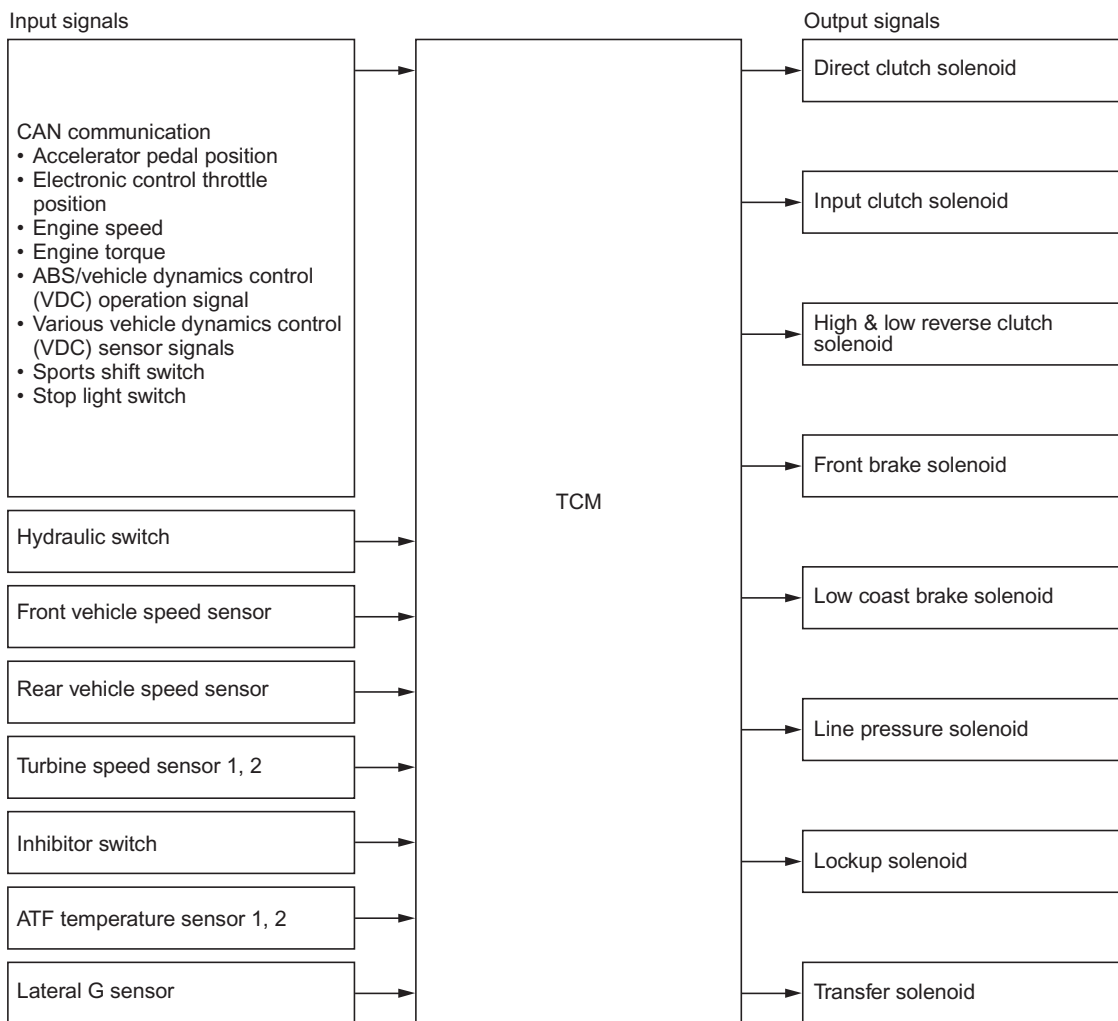 Input signals
CAN communication
• Accelerator pedal position
• Electronic control throttle
position
• Engine speed
• Engine torque
• ABS/vehicle dynamics control
(VDC) operation signal
• Various vehicle dynamics control
(VDC) sensor signals
• Sports shift switch
• Stop light switch
Hydraulic switch
Front vehicle speed sensor
Rear vehicle speed sensor
Turbine speed sensor 1, 2
Inhibitor switch
ATF temperature sensor 1, 2
Lateral G sensor
TCM
Output signals
Direct clutch solenoid
Input clutch solenoid
High & low reverse clutch
solenoid
Front brake solenoid
Low coast brake solenoid
Line pressure solenoid
Lockup solenoid
Transfer solenoid